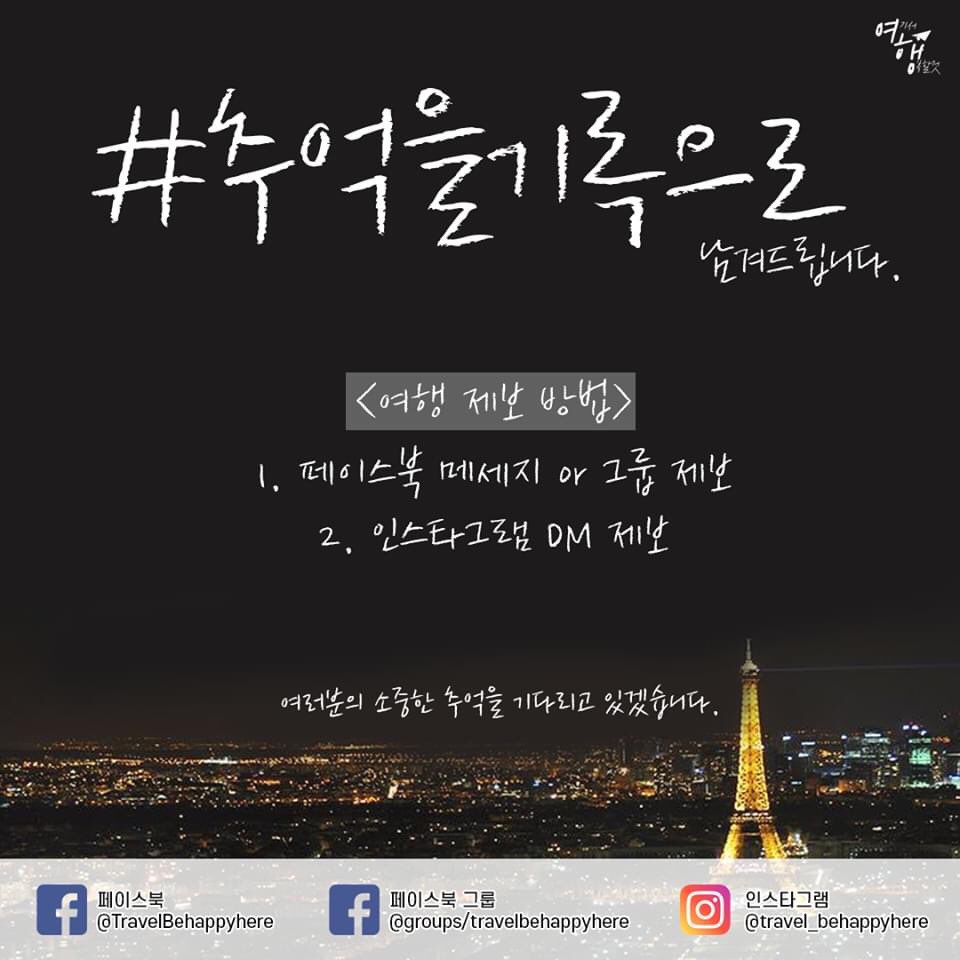 여기서
행
#추억을기록으로
남겨드립니다.
<여행 제보 방법>
1. 페이스북 메세지 or 그룹 제보
2. 인스타그램 DM 제보
여러분의 소중한 추억을 기다리고 있겠습니다.
페이스북
@TravelBehappyhere
페이스북 그룹
@groups/travelbehappyhere
인스타그램
@travel_behappyhere